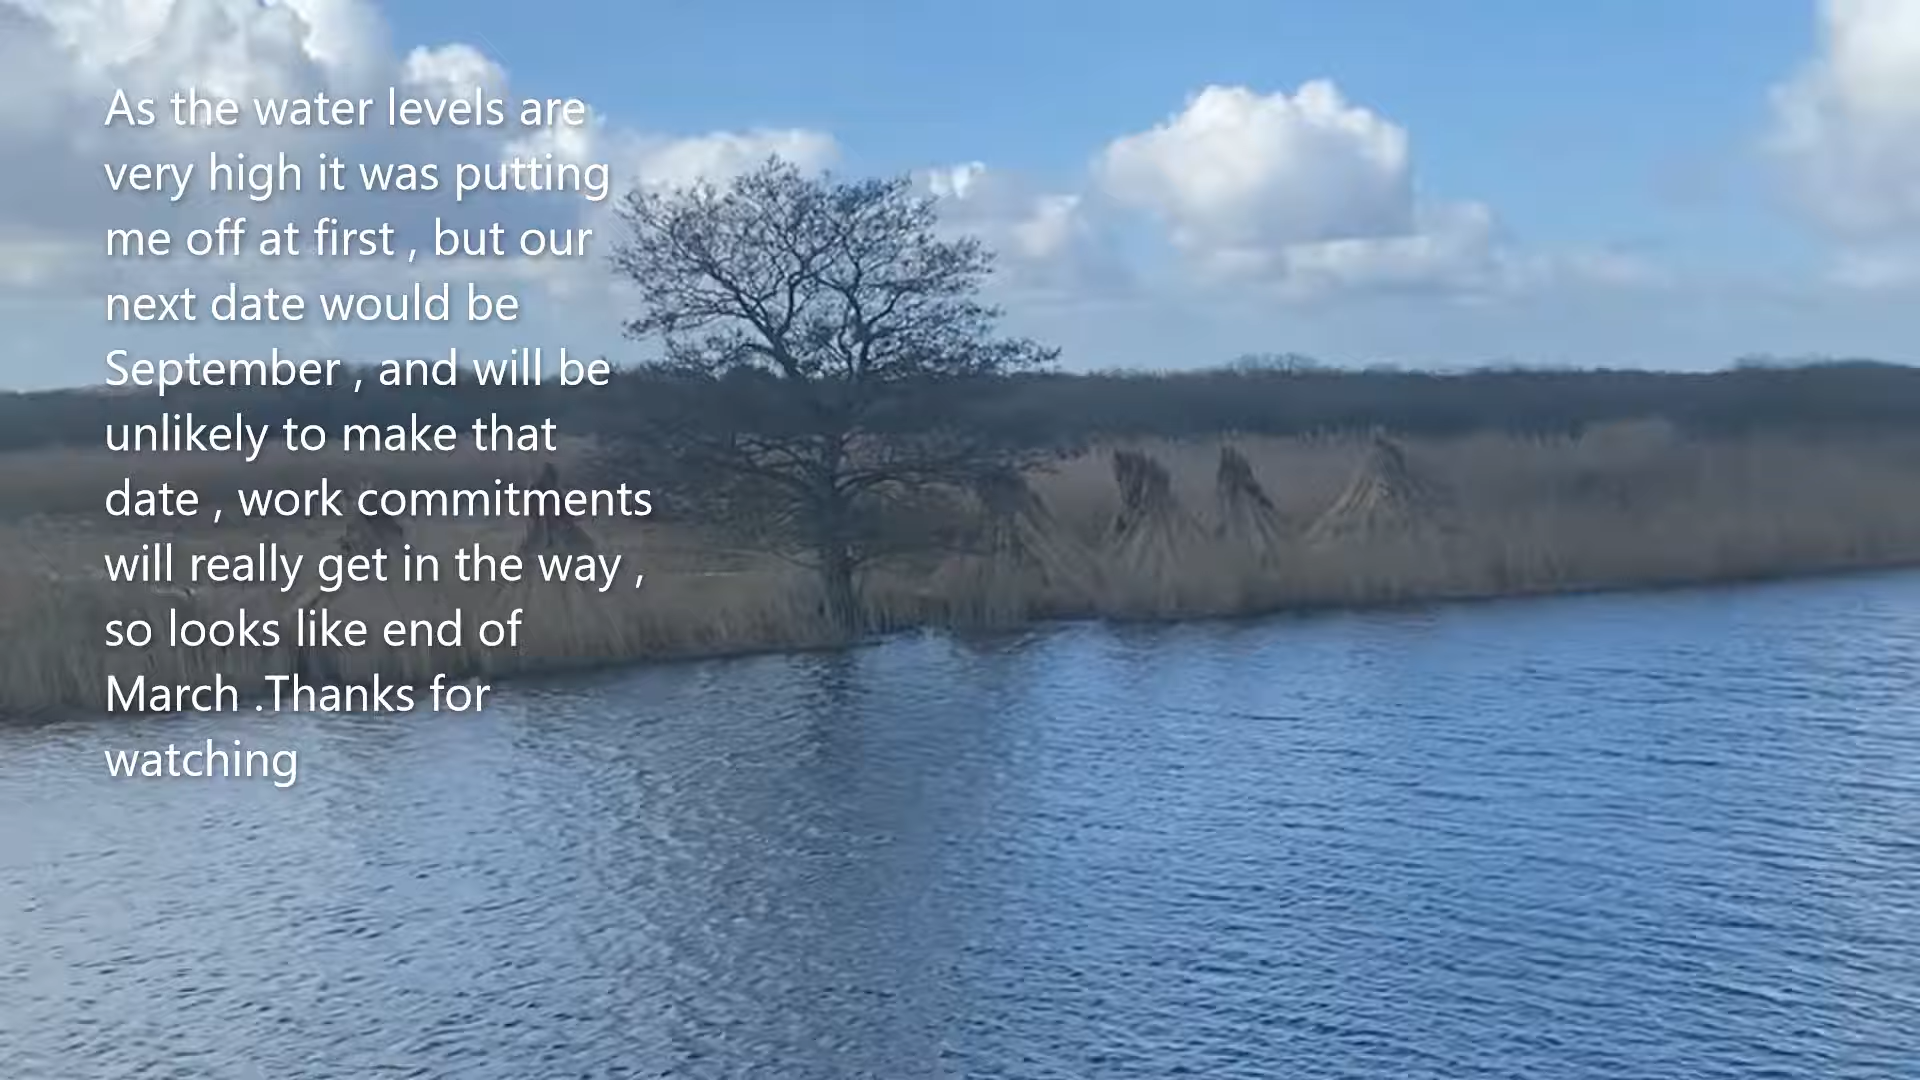 As the water levels are
very high it was putting
me off at first , but our
next date would be
September , and will be
unlikely to make that
date , work commitments
will really get in the way ,
so looks like end of
March .Thanks for
watching